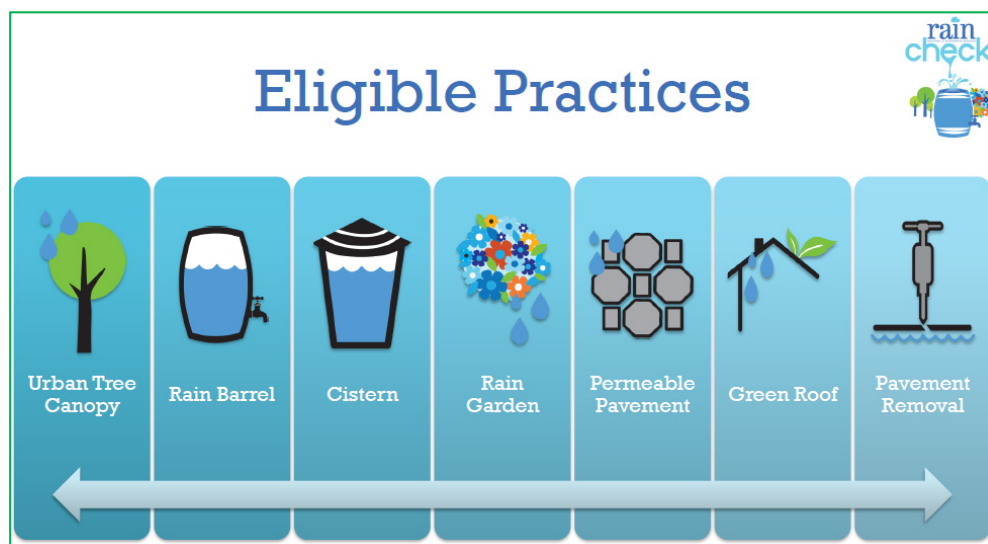 rain
check
Eligible Practices
Urban Tree
Canopy
Rain Barrel
Cistern
Rain
Garden
Permeable
Pavement
Green Roof
Pavement
Removal